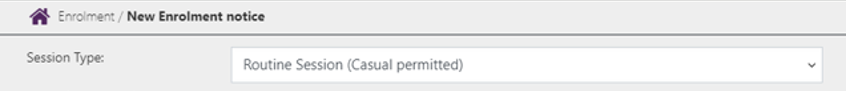 Enrolment / New Enrolment notice
Session Type:
Routine Session (Casual permitted)